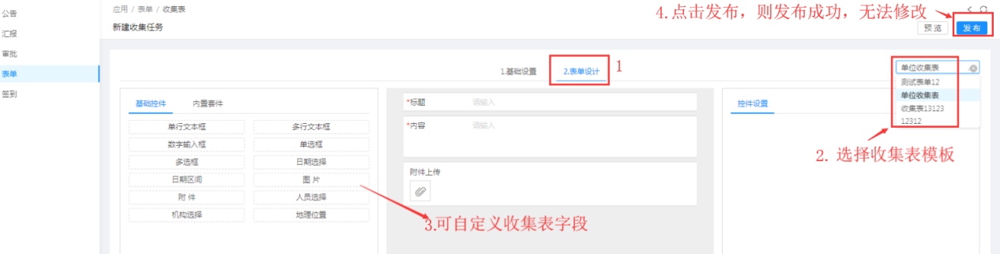 公告
汇报
审批
表单
签到
应用 / 表单 / 收集表
新建收集任务
4.点击发布，则发布成功，无法修改
预 览
发 布
1.基础设置
2.表单设计
1
单位收集表
测试表单12
单位收集表
收集表13123
12312
2. 选择收集表模板
基础控件
内置套件
单行文本框
多行文本框
数字输入框
单选框
多选框
日期选择
日期区间
图 片
附 件
人员选择
机构选择
地理位置
3.可自定义收集表字段
*标题
请输入
*内容
请输入
附件上传
控件设置